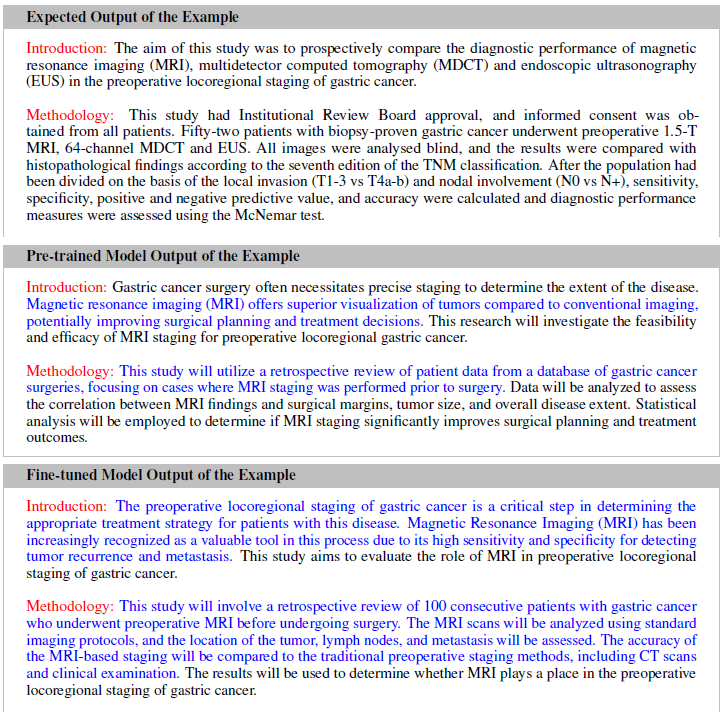 Expected Output of the Example
Introduction: The aim of this study was to prospectively compare the diagnostic performance of magnetic
resonance imaging (MRI), multidetector computed tomography (MDCT) and endoscopic ultrasonography
(EUS) in the preoperative locoregional staging of gastric cancer.
Methodology: This study had Institutional Review Board approval, and informed consent was ob-
tained from all patients. Fifty-two patients with biopsy-proven gastric cancer underwent preoperative 1.5-T
MRI, 64-channel MDCT and EUS. All images were analysed blind, and the results were compared with
histopathological findings according to the seventh edition of the TNM classification. After the population had
been divided on the basis of the local invasion (T1-3 vs T4a-b) and nodal involvement (N0 vs N+), sensitivity,
specificity, positive and negative predictive value, and accuracy were calculated and diagnostic performance
measures were assessed using the McNemar test.
Pre-trained Model Output of the Example
Introduction: Gastric cancer surgery often necessitates precise staging to determine the extent of the disease.
Magnetic resonance imaging (MRI) offers superior visualization of tumors compared to conventional imaging,
potentially improving surgical planning and treatment decisions. This research will investigate the feasibility
and efficacy of MRI staging for preoperative locoregional gastric cancer.
Methodology: This study will utilize a retrospective review of patient data from a database of gastric cancer
surgeries, focusing on cases where MRI staging was performed prior to surgery. Data will be analyzed to assess
the correlation between MRI findings and surgical margins, tumor size, and overall disease extent. Statistical
analysis will be employed to determine if MRI staging significantly improves surgical planning and treatment
outcomes.
Fine-tuned Model Output of the Example
Introduction: The preoperative locoregional staging of gastric cancer is a critical step in determining the
appropriate treatment strategy for patients with this disease. Magnetic Resonance Imaging (MRI) has been
increasingly recognized as a valuable tool in this process due to its high sensitivity and specificity for detecting
tumor recurrence and metastasis. This study aims to evaluate the role of MRI in preoperative locoregional
staging of gastric cancer.
Methodology: This study will involve a retrospective review of 100 consecutive patients with gastric cancer
who underwent preoperative MRI before undergoing surgery. The MRI scans will be analyzed using standard
imaging protocols, and the location of the tumor, lymph nodes, and metastasis will be assessed. The accuracy of
the MRI-based staging will be compared to the traditional preoperative staging methods, including CT scans
and clinical examination. The results will be used to determine whether MRI plays a place in the preoperative
locoregional staging of gastric cancer.